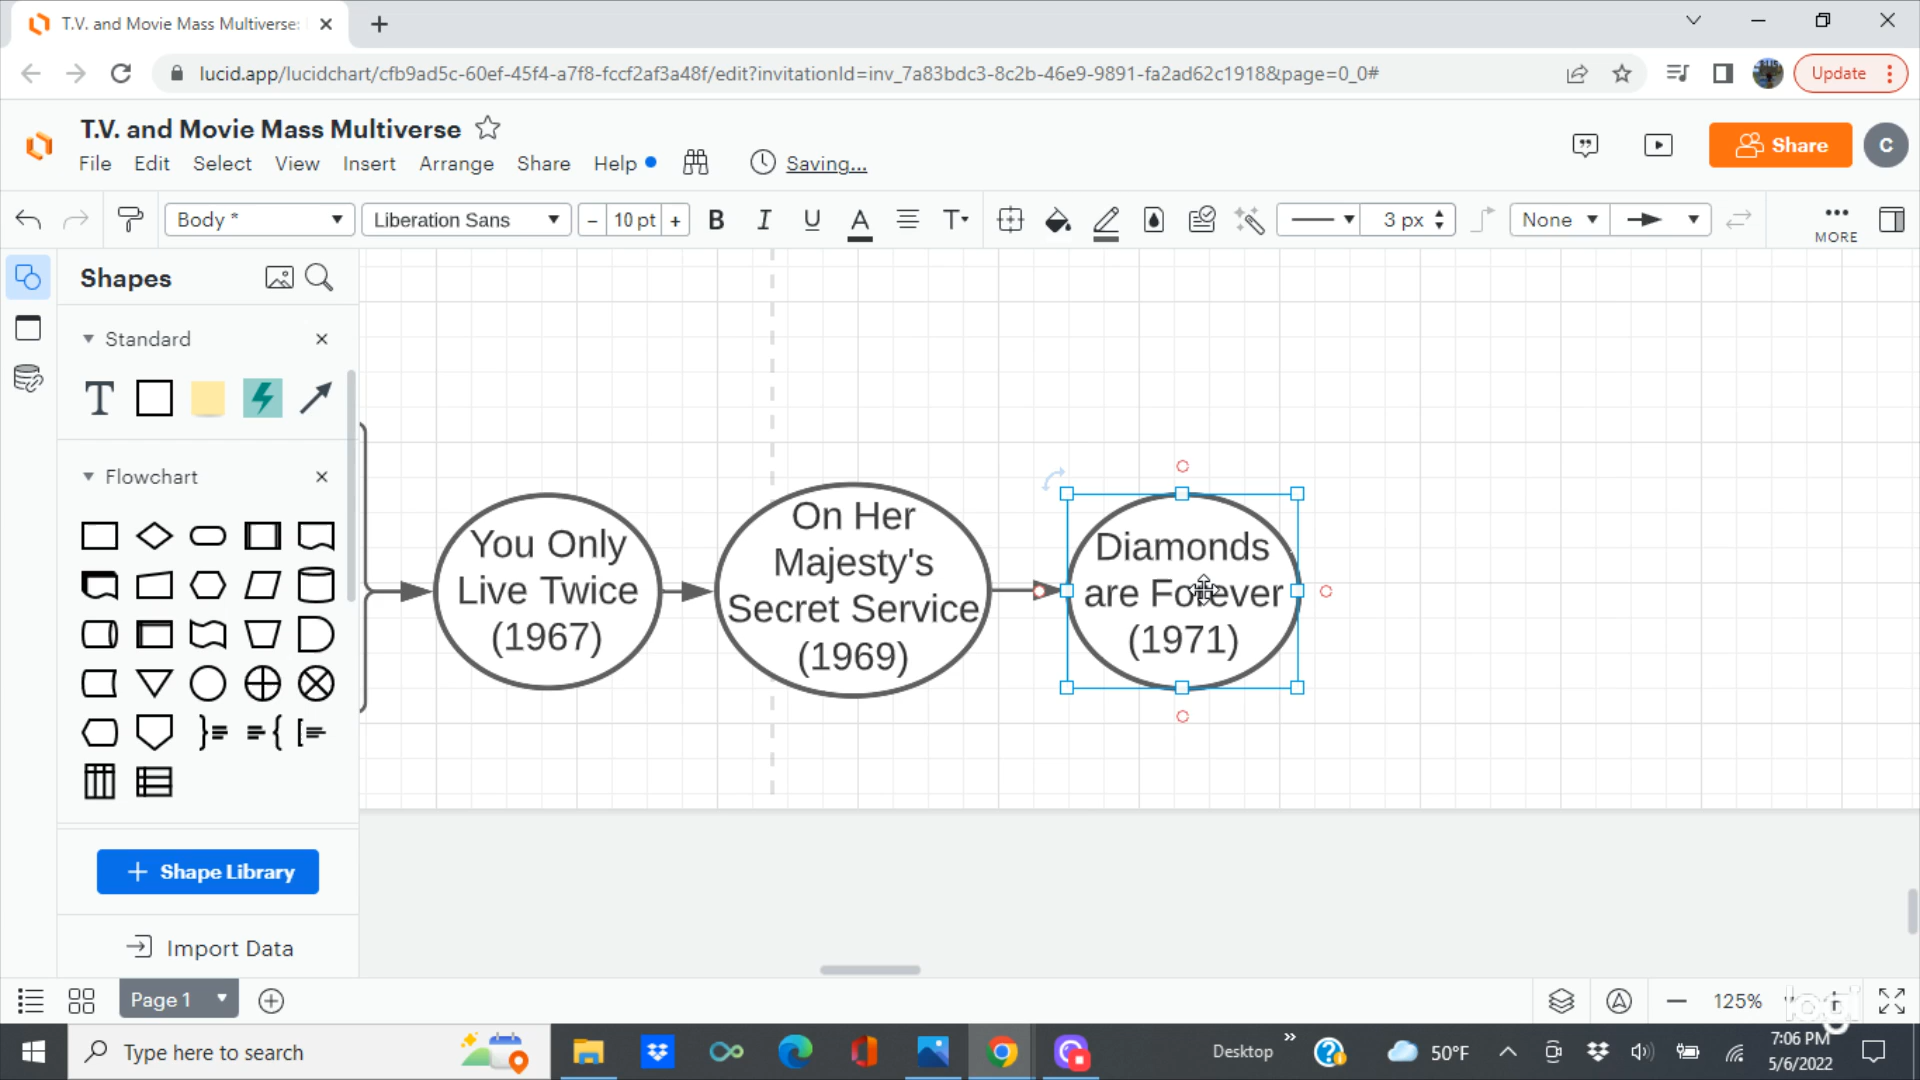 T.V. and Movie Mass Multiverse:
lucid.app/lucidchart/cfb9ad5c-60ef-45f4-a7f8-fccf2af3a48f/edit?invitationId=inv_7a83bdc3-8c2b-46e9-9891-fa2ad62c1918&page=0_0#
Update
T.V. and Movie Mass Multiverse
File Edit Select View Insert Arrange Share Help
Saving...
Share
C
Body *
Liberation Sans
10 pt
B I U A T
3 px
None
MORE
Shapes
Standard
T
Flowchart
Shape Library
Import Data
You Only
Live Twice
(1967)
On Her
Majesty's
Secret Service
(1969)
Diamonds
are Forever
(1971)
Page 1
125%
logi
Type here to search
Desktop
50°F
7:06 PM
5/6/2022